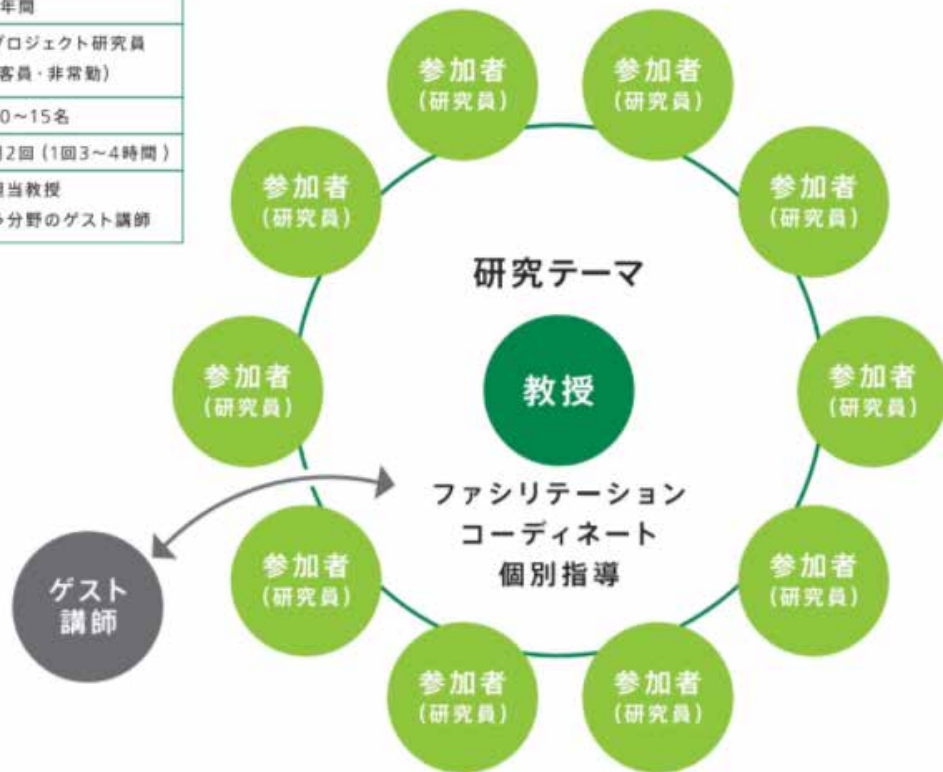 年間
プロジェクト研究員
客員・非常勤）
0～15名
2回（1回3～4時間）
当教授
分野のゲスト講師
参加者
（研究員）
参加者
（研究員）
参加者
（研究員）
参加者
（研究員）
研究テーマ
参加者
（研究員）
教授
参加者
（研究員）
ファシリテーション
コーディネート
個別指導
ゲスト
講師
参加者
（研究員）
参加者
（研究員）
参加者
（研究員）
参加者
（研究員）